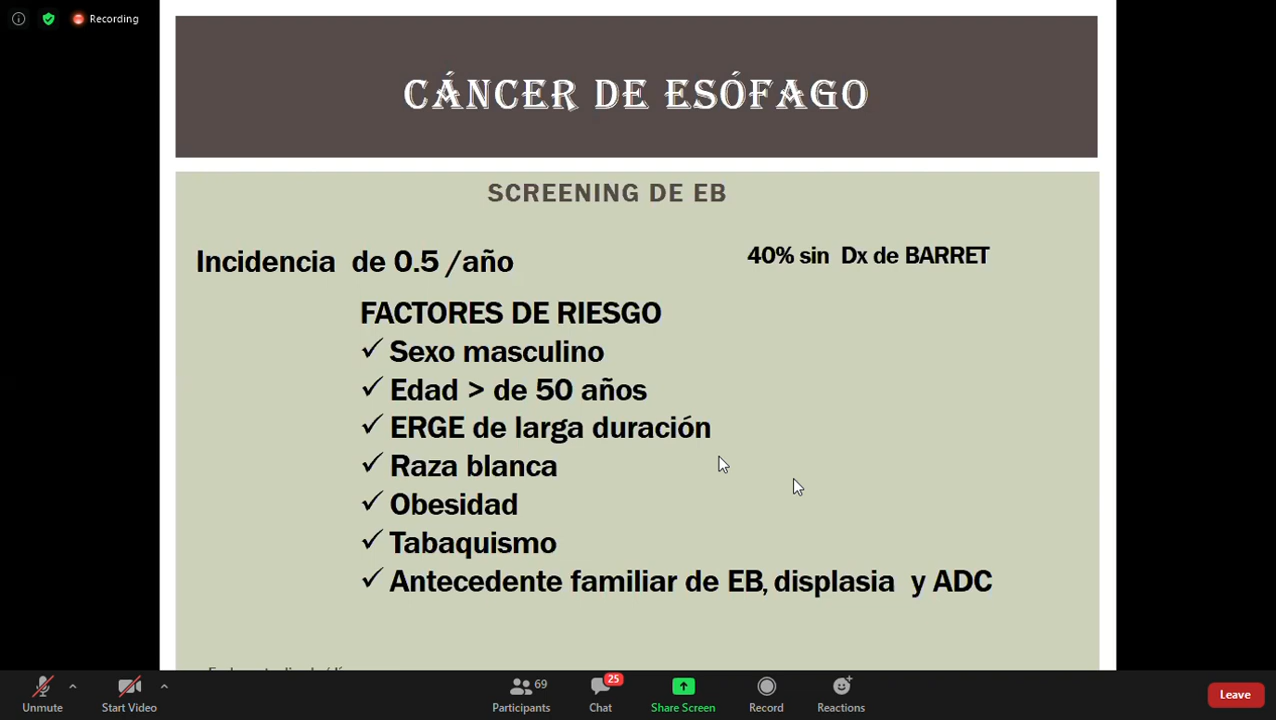 Recording
CÁNCER DE ESÓFAGO
SCREENING DE EB
Incidencia de 0.5 /año
40% sin Dx de BARRET
FACTORES DE RIESGO
✓ Sexo masculino
✓ Edad > de 50 años
✓ ERGE de larga duración
✓ Raza blanca
✓ Obesidad
✓ Tabaquismo
✓ Antecedente familiar de EB, displasia y ADC
Unmute
Start Video
69
Participants
25
Chat
Share Screen
Record
Reactions
Leave